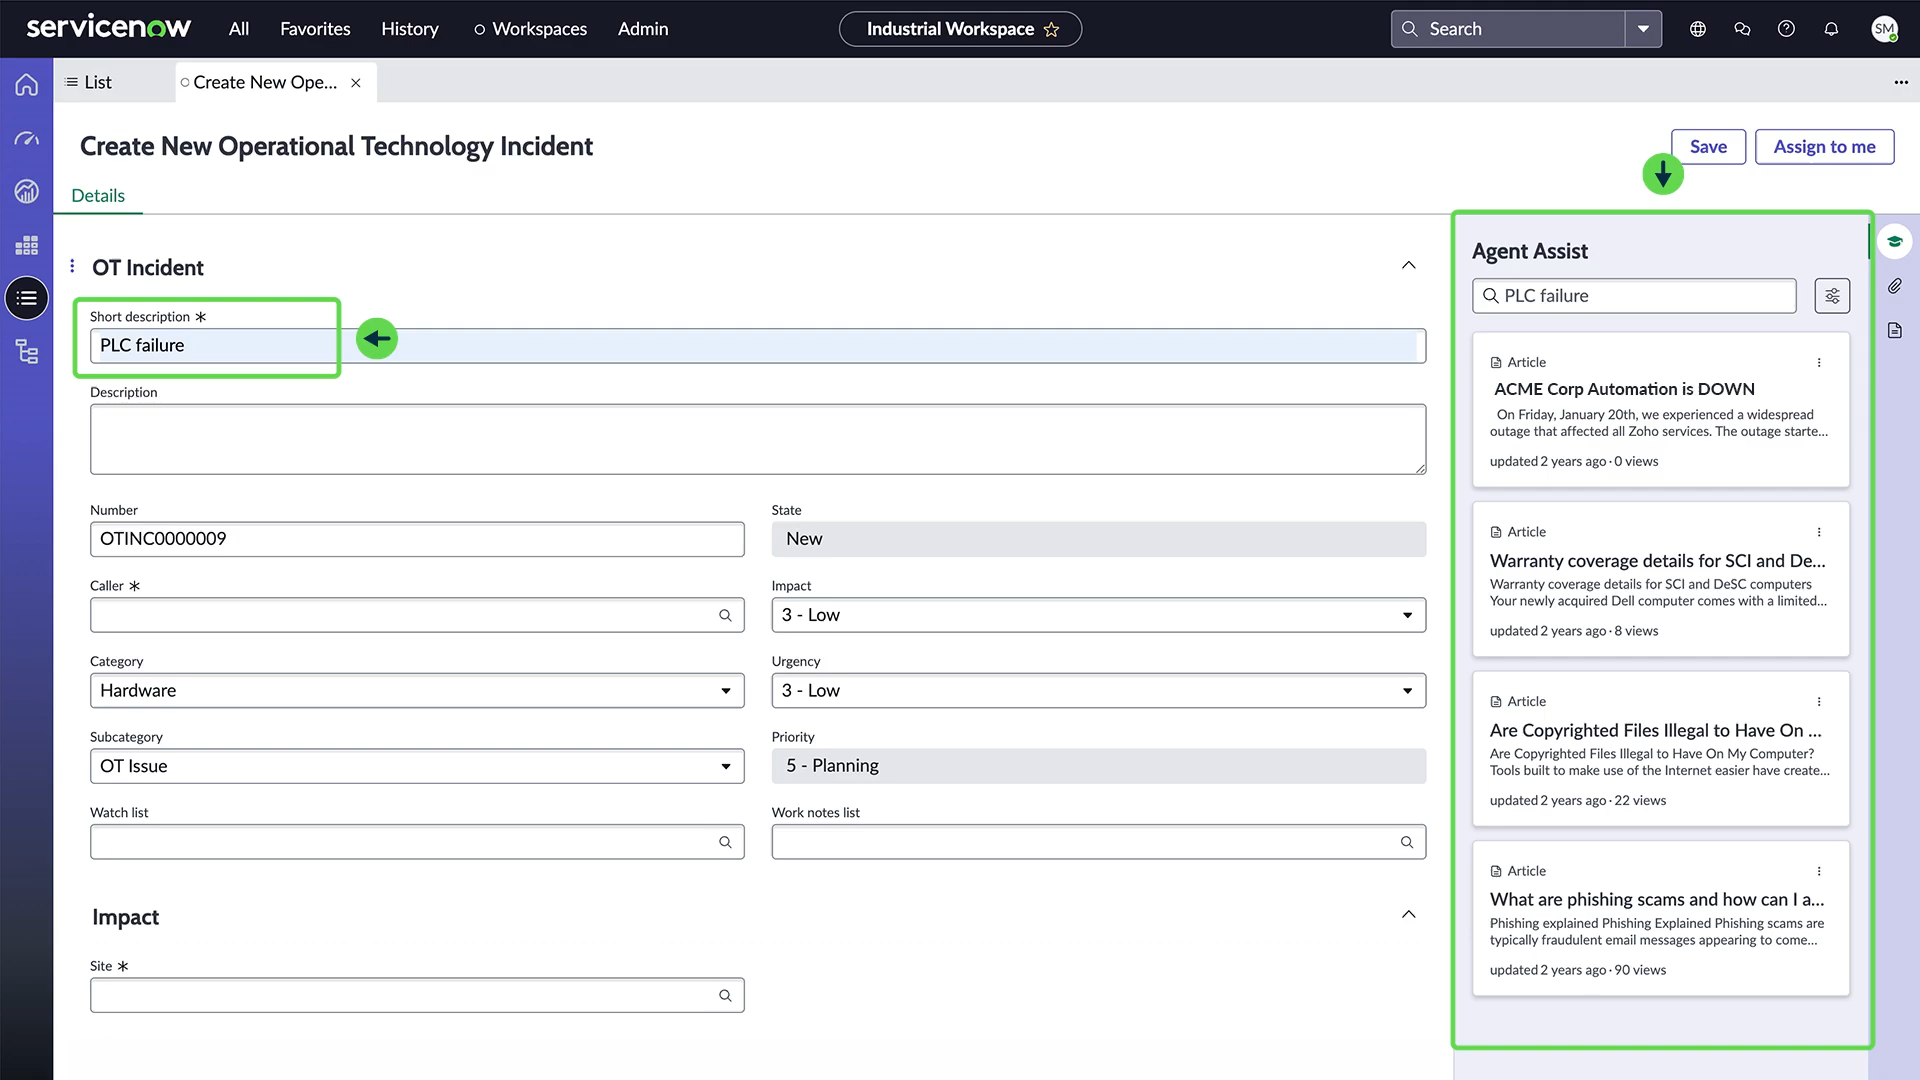 servicenow
All
Favorites
History
Workspaces
Admin
Industrial Workspace
Search
SM
List
Create New Ope...
Create New Operational Technology Incident
Save
Assign to me
Details
OT Incident
Short description *
PLC failure
Description
Number
OTINC0000009
State
New
Caller *
Impact
3 - Low
Category
Hardware
Urgency
3 - Low
Subcategory
OT Issue
Priority
5 - Planning
Watch list
Work notes list
Impact
Site *
Agent Assist
PLC failure
Article
ACME Corp Automation is DOWN
On Friday, January 20th, we experienced a widespread
outage that affected all Zoho services. The outage starte...
updated 2 years ago · 0 views
Article
Warranty coverage details for SCI and De...
Warranty coverage details for SCI and DeSC computers
Your newly acquired Dell computer comes with a limited...
updated 2 years ago · 8 views
Article
Are Copyrighted Files Illegal to Have On ...
Are Copyrighted Files Illegal to Have On My Computer?
Tools built to make use of the Internet easier have create...
updated 2 years ago · 22 views
Article
What are phishing scams and how can I a...
Phishing explained Phishing Explained Phishing scams are
typically fraudulent email messages appearing to come...
updated 2 years ago · 90 views